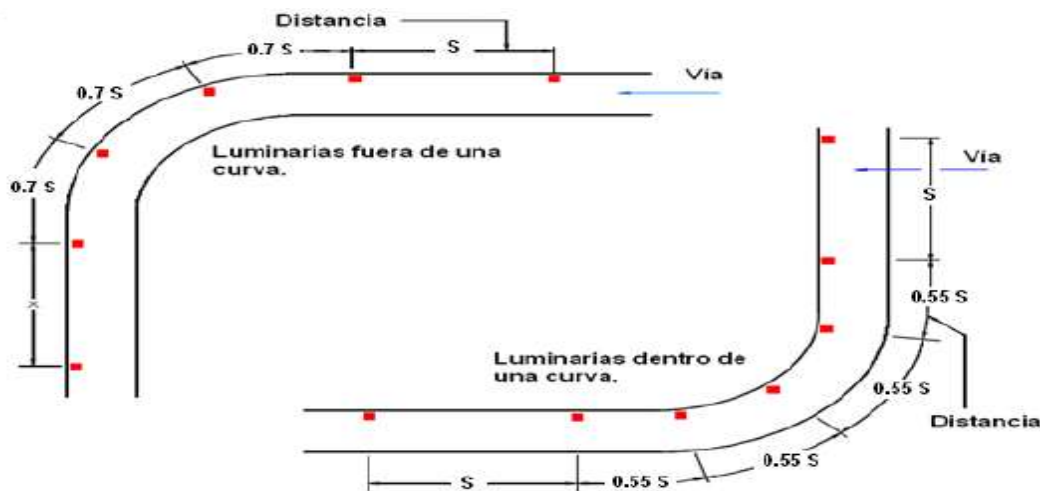 Distancia
0.7 S
S
0.7 S
Vía
Luminarias fuera de una
curva.
Vía
0.7 S
S
0.55 S
Luminarias dentro de
una curva.
0.55 S
Distancia
0.55 S
S
0.55 S